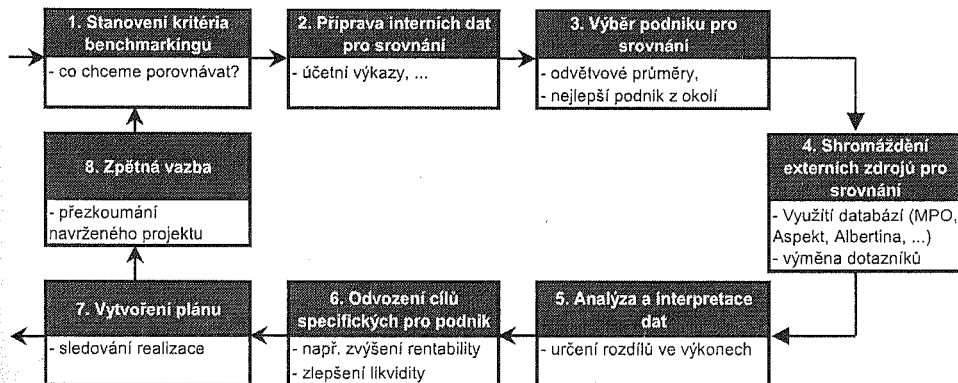 1. Stanovení kritéria
benchmarkingu
- co chceme porovnávat?
2. Příprava interních dat
pro srovnání
- účetní výkazy, ...
3. Výběr podniku pro
srovnání
- odvětvové průměry,
- nejlepší podnik z okolí
4. Shromáždění
externích zdrojů pro
srovnání
- Využítí databází (MPO,
Aspekt, Albertina, ...)
- výměna dotazníků
5. Analýza a interpretace
dat
- určení rozdílů ve výkonech
6. Odvození cílů
specifických pro podnik
- např. zvýšení rentability
- zlepšení likvidity
7. Vytvoření plánu
- sledování realizace
8. Zpětná vazba
- přezkoumání
navrženého projektu